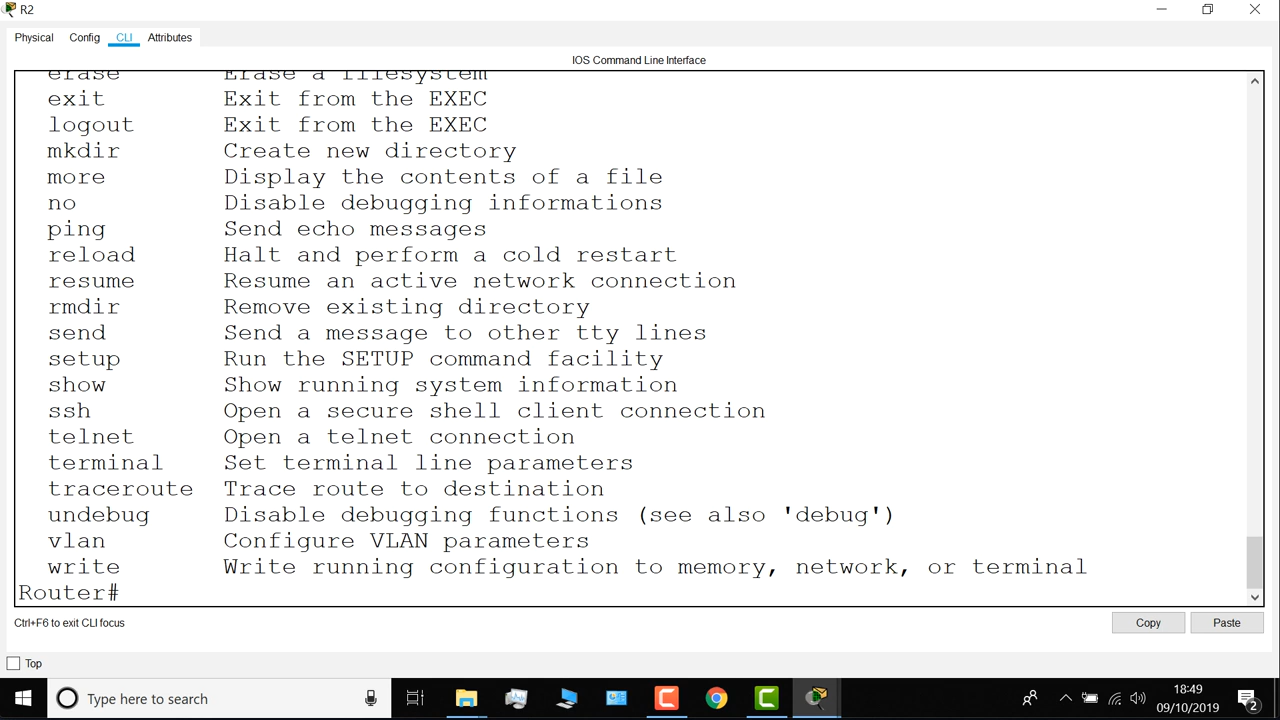 R2
Physical Config CLI Attributes
IOS Command Line Interface
erase Erase a filesystem
exit Exit from the EXEC
logout Exit from the EXEC
mkdir Create new directory
more Display the contents of a file
no Disable debugging informations
ping Send echo messages
reload Halt and perform a cold restart
resume Resume an active network connection
rmdir Remove existing directory
send Send a message to other tty lines
setup Run the SETUP command facility
show Show running system information
ssh Open a secure shell client connection
telnet Open a telnet connection
terminal Set terminal line parameters
traceroute Trace route to destination
undebug Disable debugging functions (see also 'debug')
vlan Configure VLAN parameters
write Write running configuration to memory, network, or terminal
Router#
Ctrl+F6 to exit CLI focus
Copy Paste
Top
Type here to search
18:49
09/10/2019
2